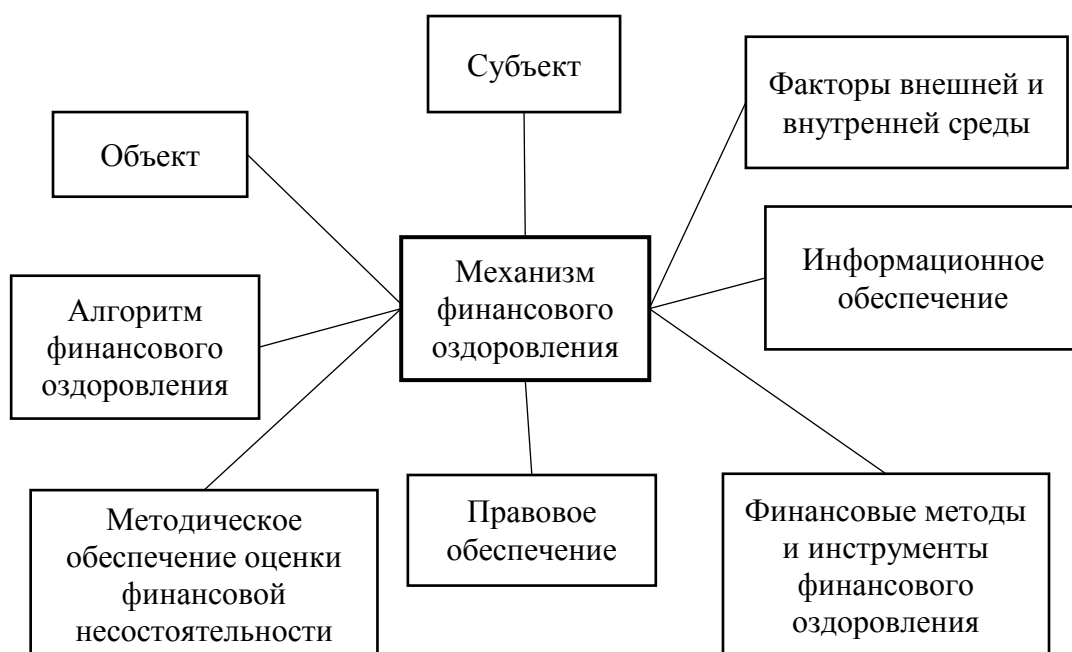 Субъект
Факторы внешней и
внутренней среды
Объект
Механизм
финансового
оздоровления
Информационное
обеспечение
Алгоритм
финансового
оздоровления
Методическое
обеспечение оценки
финансовой
несостоятельности
Правовое
обеспечение
Финансовые методы
и инструменты
финансового
оздоровления